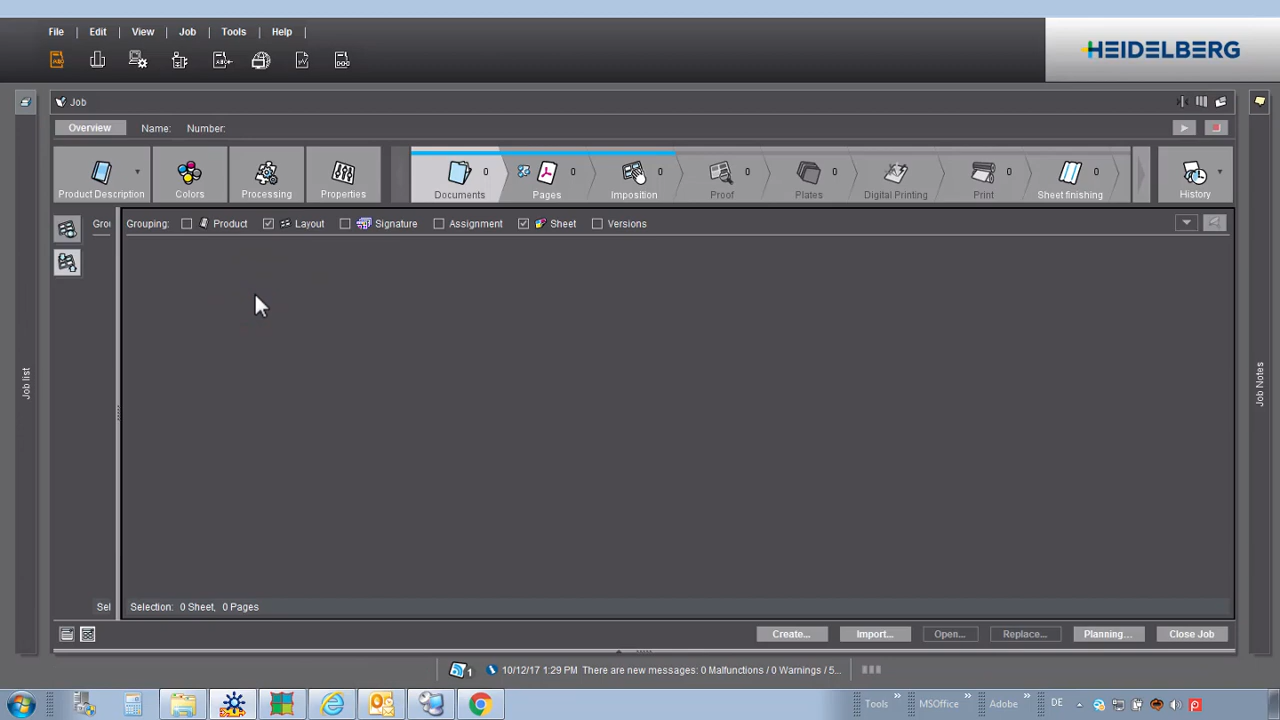 File Edit View Job Tools Help
HEIDELBERG
Job
Overview Name: Number:
Product Description Colors Processing Properties Documents 0 Pages 0 Imposition 0 Proof 0 Plates 0 Digital Printing Print 0 Sheet finishing 0 History
Grouping: Product Layout Signature Assignment Sheet Versions
Job list
Job Notes
Sel Selection: 0 Sheet, 0 Pages
Create... Import... Open... Replace... Planning... Close Job
1 10/12/17 1:29 PM There are new messages: 0 Malfunctions / 0 Warnings / 5...
Tools » MSOffice » Adobe » DE